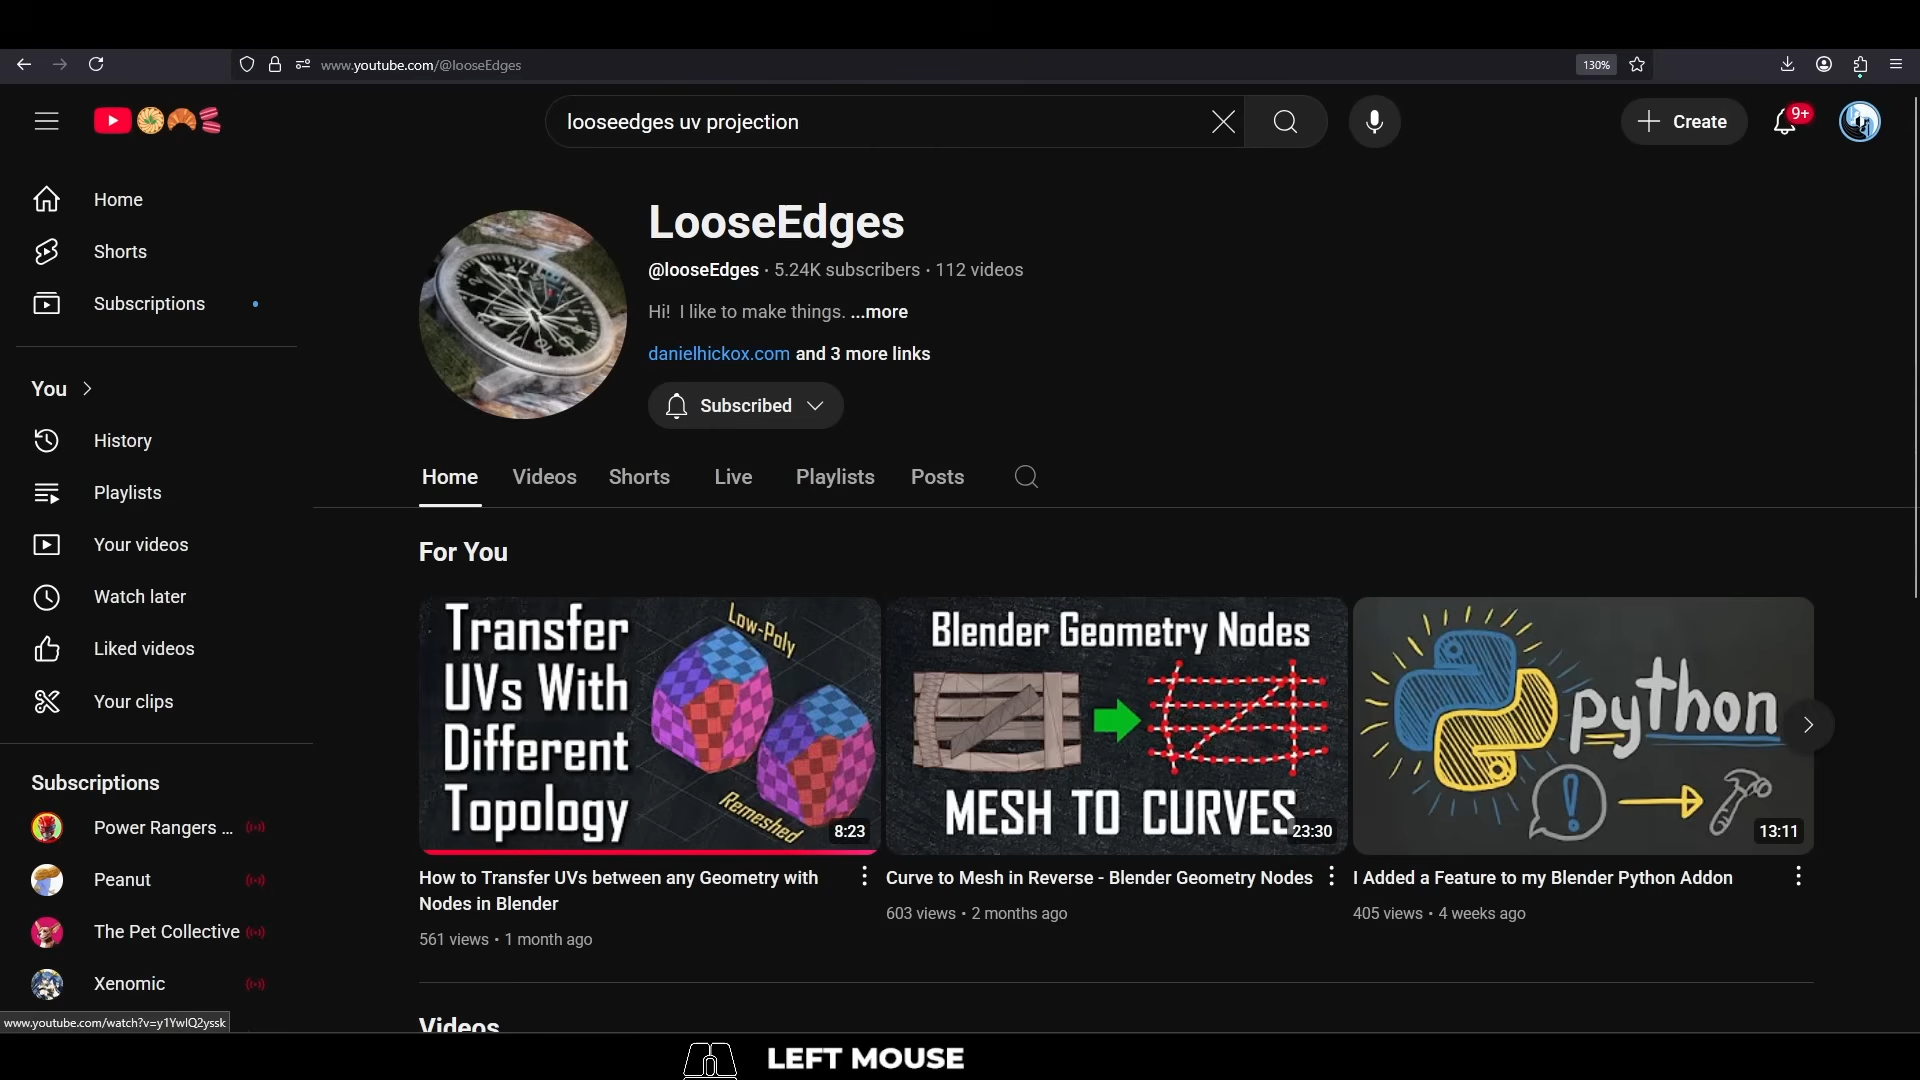 www.youtube.com/@looseEdges
130%
looseedges uv projection
Create
9+
Home
Shorts
Subscriptions
You
History
Playlists
Your videos
Watch later
Liked videos
Your clips
Subscriptions
Power Rangers ...
Peanut
The Pet Collective
Xenomic
www.youtube.com/watch?v=y1YwIQ2yssk
LooseEdges
@looseEdges · 5.24K subscribers · 112 videos
Hi! I like to make things. ...more
danielhickox.com and 3 more links
Subscribed
Home Videos Shorts Live Playlists Posts
For You
Transfer
UVs With
Different
Topology
Low-Poly
Remeshed
8:23
How to Transfer UVs between any Geometry with
Nodes in Blender
561 views · 1 month ago
Blender Geometry Nodes
MESH TO CURVES
23:30
Curve to Mesh in Reverse - Blender Geometry Nodes
603 views · 2 months ago
python
13:11
I Added a Feature to my Blender Python Addon
405 views · 4 weeks ago
Videos
LEFT MOUSE